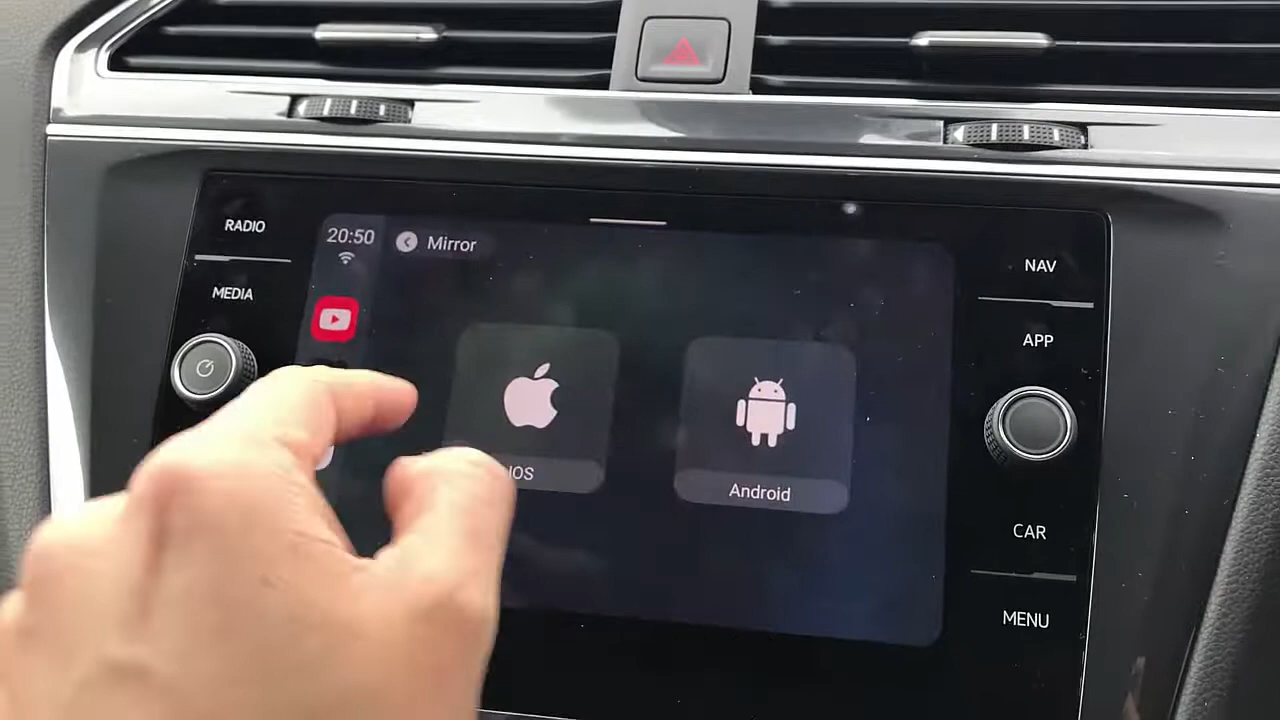 RADIO
MEDIA
20:50
Mirror
iOS
Android
NAV
APP
CAR
MENU